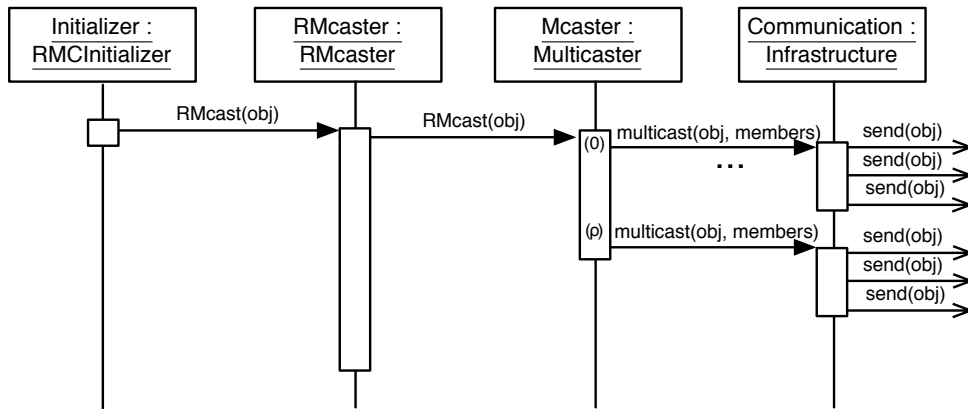 Initializer :
RMCInitializer
RMcaster :
RMcaster
Mcaster :
Multicaster
Communication :
Infrastructure
RMcast(obj)
RMcast(obj)
(0)
multicast(obj, members)
...
send(obj)
send(obj)
send(obj)
(ρ)
multicast(obj, members)
send(obj)
send(obj)
send(obj)